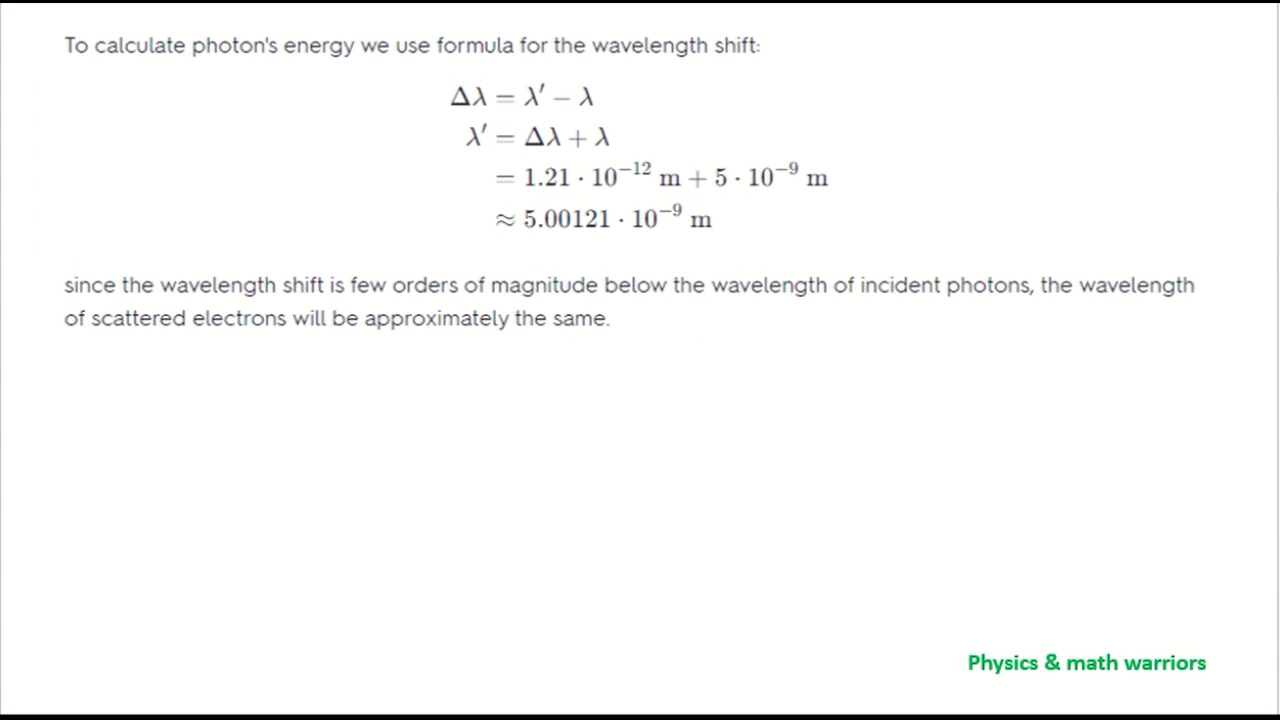 To calculate photon's energy we use formula for the wavelength shift:
Δλ = λ′ − λ
λ′ = Δλ + λ
= 1.21 · 10⁻¹² m + 5 · 10⁻⁹ m
≈ 5.00121 · 10⁻⁹ m
since the wavelength shift is few orders of magnitude below the wavelength of incident photons, the wavelength
of scattered electrons will be approximately the same.
Physics & math warriors